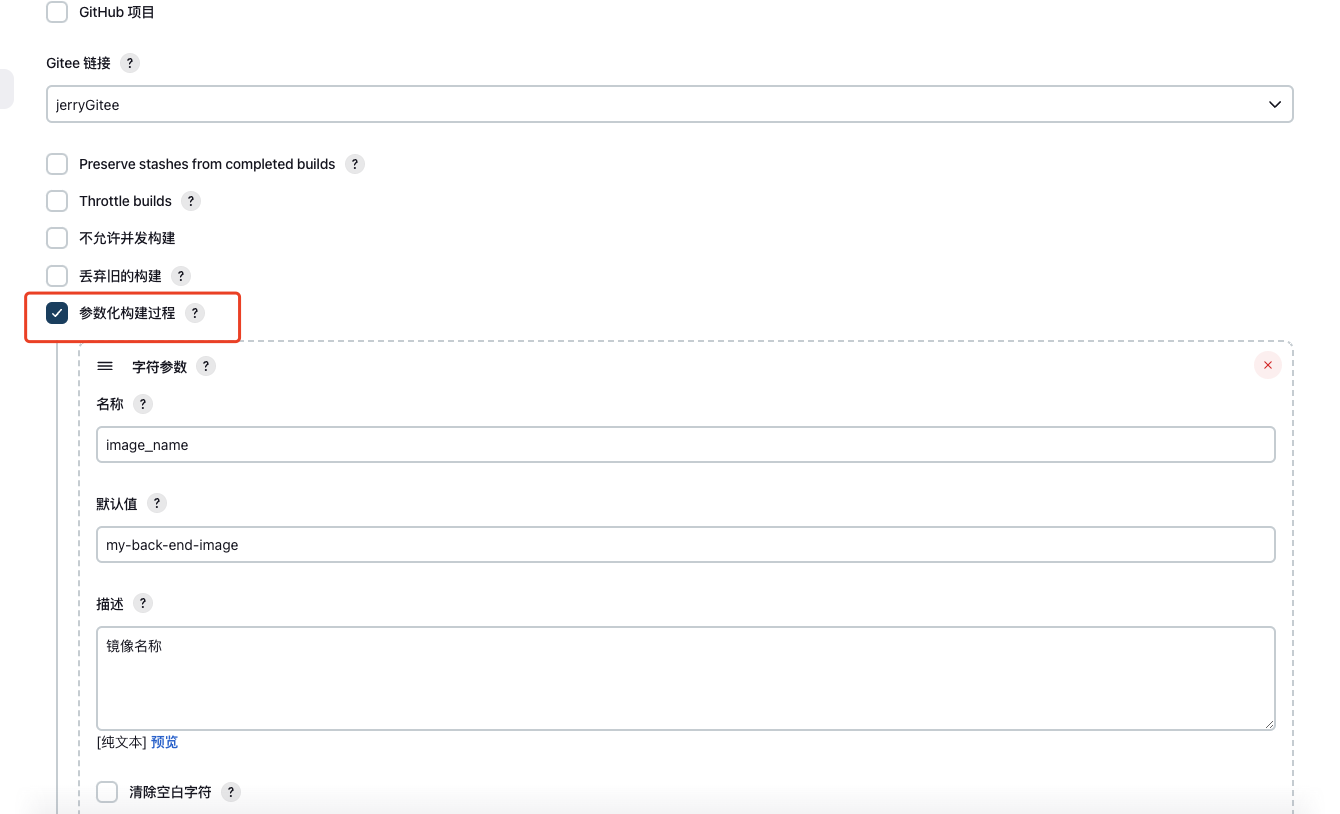 GitHub 项目
Gitee 链接 ?
jerryGitee
Preserve stashes from completed builds ?
Throttle builds ?
不允许并发构建
丢弃旧的构建 ?
参数化构建过程 ?
字符参数 ?
名称 ?
image_name
默认值 ?
my-back-end-image
描述 ?
镜像名称
[纯文本] 预览
清除空白字符 ?